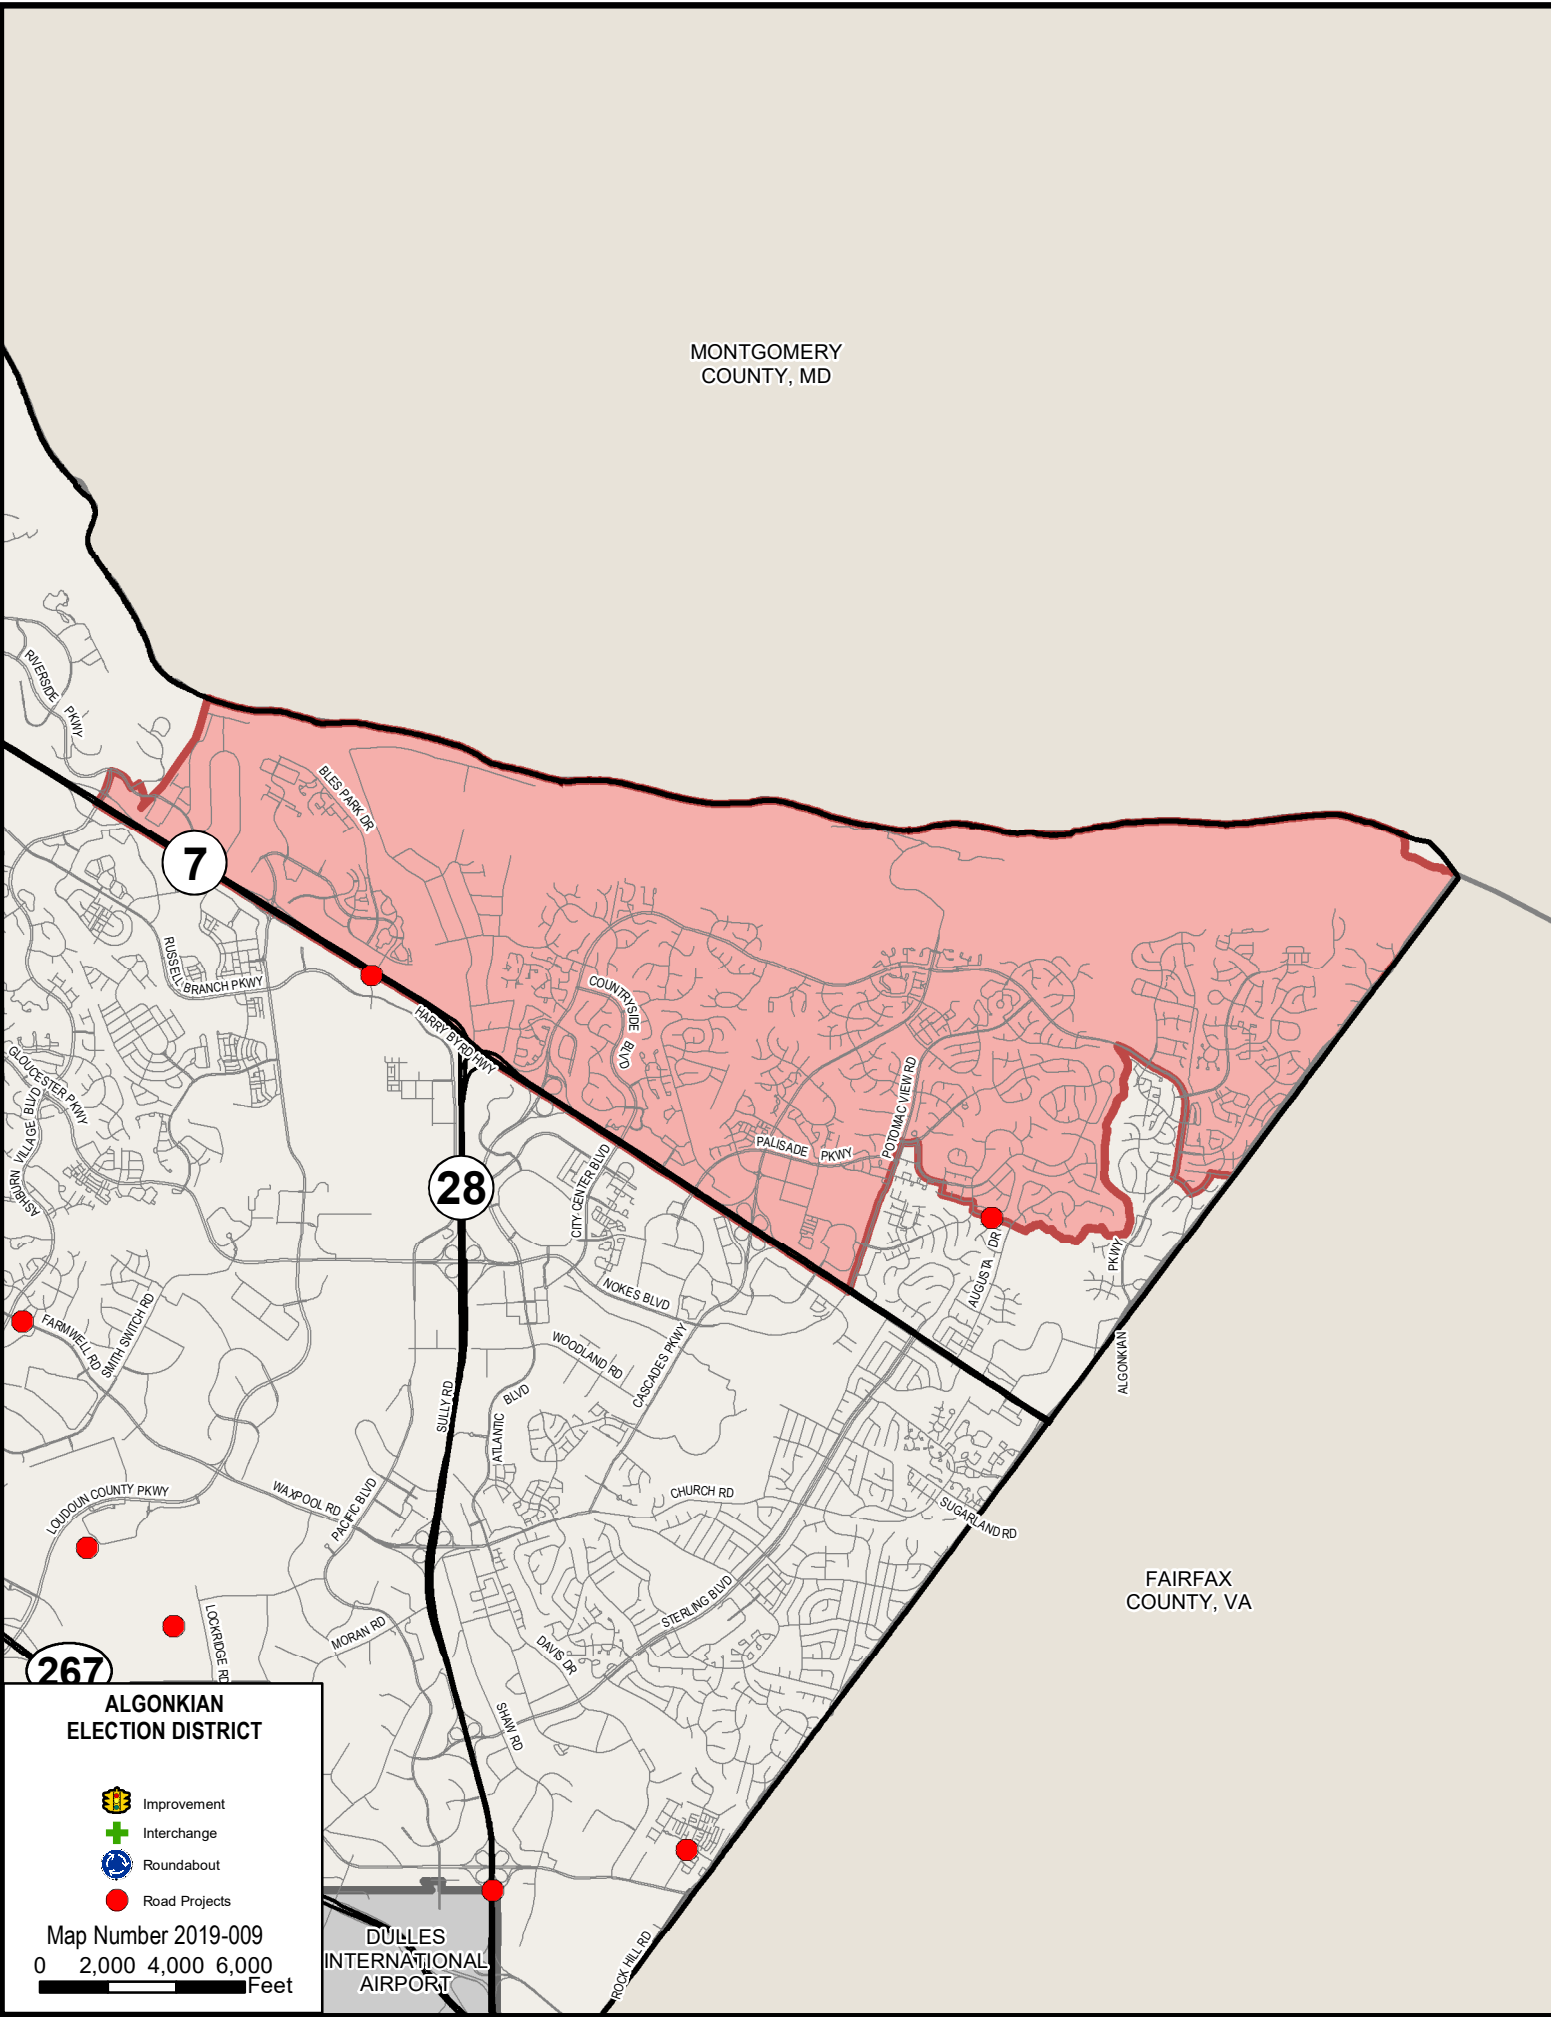 MONTGOMERY
COUNTY, MD
RIVERSIDE PKWY
BLES PARK DR
7
RUSSELL BRANCH PKWY
COUNTRYSIDE BLVD
HARRY BYRD HWY
GLOUCESTER PKWY
POTOMAC VIEW RD
ASHBURN VILLAGE BLVD
PALISADE PKWY
28
CITY CENTER BLVD
AUGUSTA DR
PKWY
ALGONKIAN
NOKES BLVD
FARMWELL RD
SMITH SWITCH RD
WOODLAND RD
CASCADES PKWY
SULLY RD
ATLANTIC BLVD
LOUDOUN COUNTY PKWY
WAXPOOL RD
PACIFIC BLVD
CHURCH RD
SUGARLAND RD
FAIRFAX
COUNTY, VA
LOCKRIDGE RD
MORAN RD
STERLING BLVD
DAVIS DR
267
SHAW RD
ALGONKIAN
ELECTION DISTRICT
Improvement
Interchange
Roundabout
Road Projects
Map Number 2019-009
0 2,000 4,000 6,000
Feet
DULLES
INTERNATIONAL
AIRPORT
ROCK HILL RD